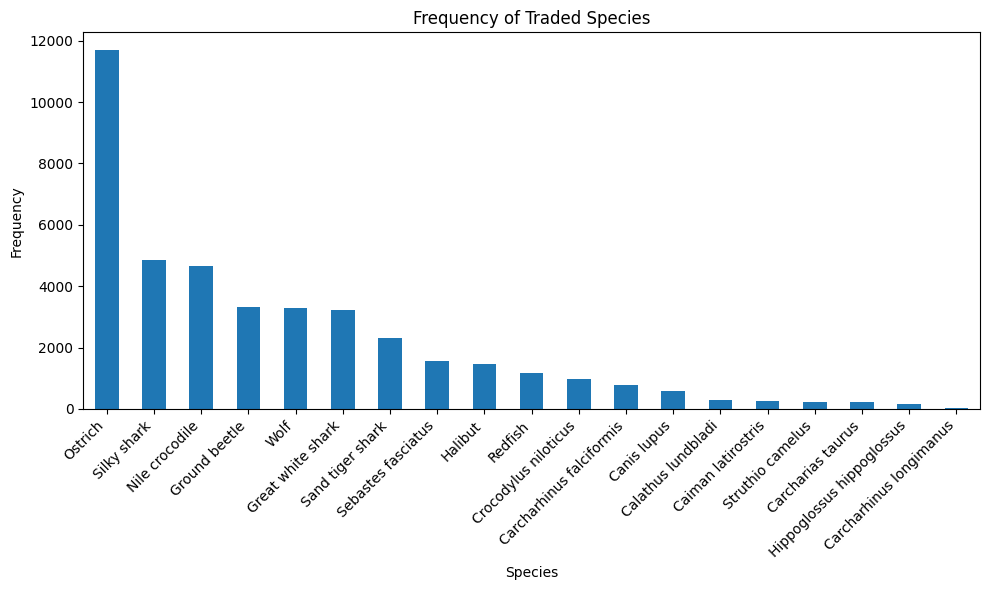 Frequency of Traded Species
12000
10000
8000
6000
4000
2000
0
Frequency
Ostrich
Silky shark
Nile crocodile
Ground beetle
Wolf
Great white shark
Sand tiger shark
Sebastes fasciatus
Halibut
Redfish
Crocodylus niloticus
Carcharhinus falciformis
Canis lupus
Calathus lundbladi
Caiman latirostris
Struthio camelus
Carcharias taurus
Hippoglossus hippoglossus
Carcharhinus longimanus
Species